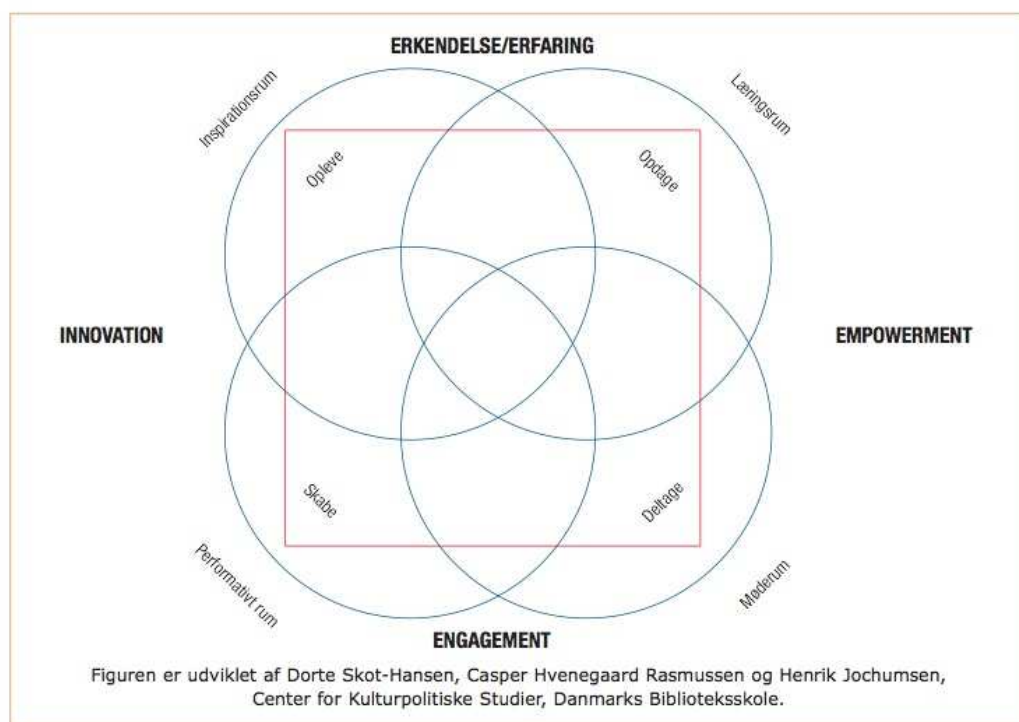 ERKENDELSE/ERFARING
Inspirationsrum
Læringsrum
Opleve
Opdage
INNOVATION
EMPOWERMENT
Skabe
Deltage
Performativt rum
Møderum
ENGAGEMENT
Figuren er udviklet af Dorte Skot-Hansen, Casper Hvenegaard Rasmussen og Henrik Jochumsen,
Center for Kulturpolitiske Studier, Danmarks Biblioteksskole.